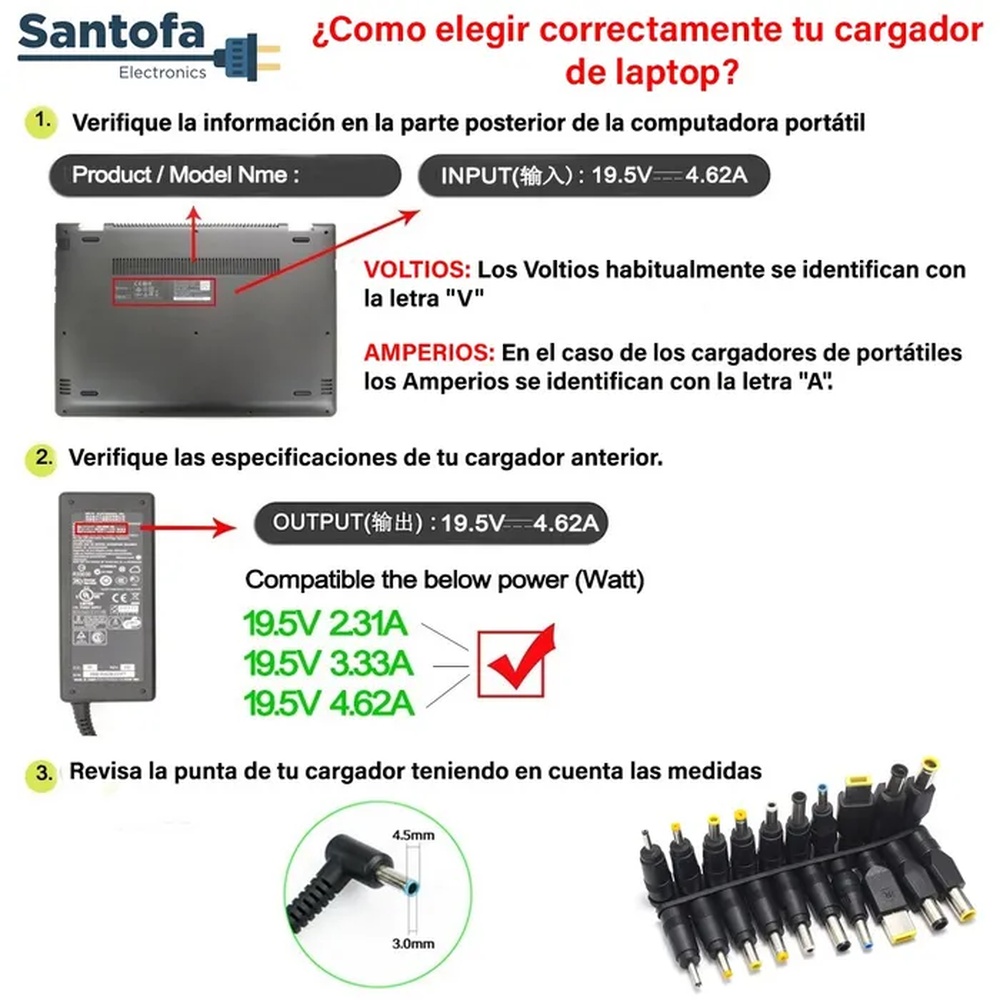 Santofa
Electronics
¿Como elegir correctamente tu cargador
de laptop?
1. Verifique la información en la parte posterior de la computadora portátil
Product / Model Nme :
INPUT(输入) : 19.5V⎓4.62A
VOLTIOS: Los Voltios habitualmente se identifican con
la letra "V"
AMPERIOS: En el caso de los cargadores de portátiles
los Amperios se identifican con la letra "A".
2. Verifique las especificaciones de tu cargador anterior.
OUTPUT(输出) : 19.5V⎓4.62A
Compatible the below power (Watt)
19.5V 2.31A
19.5V 3.33A
19.5V 4.62A
3. Revisa la punta de tu cargador teniendo en cuenta las medidas
4.5mm
3.0mm